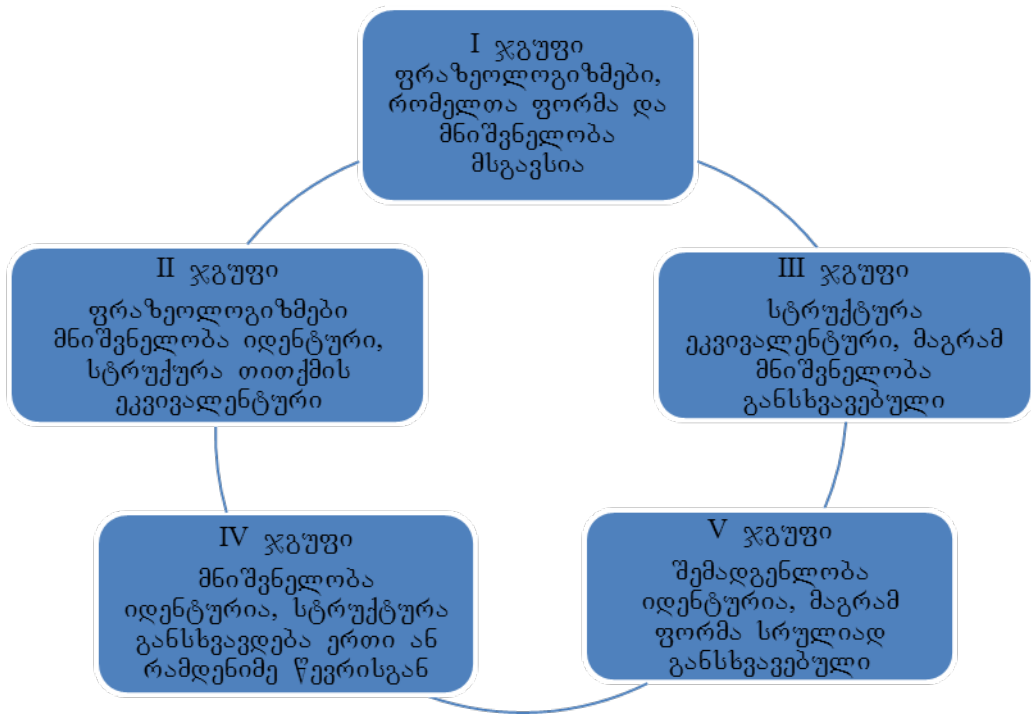 I ჯგუფი
ფრაზეოლოგიზმები,
რომელთა ფორმა და
მნიშვნელობა
მსგავსია
II ჯგუფი
ფრაზეოლოგიზმები
მნიშვნელობა იდენტური,
სტრუქურა თითქმის
ეკვივალენტური
III ჯგუფი
სტრუქტურა
ეკვივალენტური, მაგრამ
მნიშვნელობა
განსხვავებული
IV ჯგუფი
მნიშვნელობა
იდენტურია, სტრუქტურა
განსხვავდება ერთი ან
რამდენიმე წევრისგან
V ჯგუფი
შემადგენლობა
იდენტურია, მაგრამ
ფორმა სრულიად
განსხვავებული